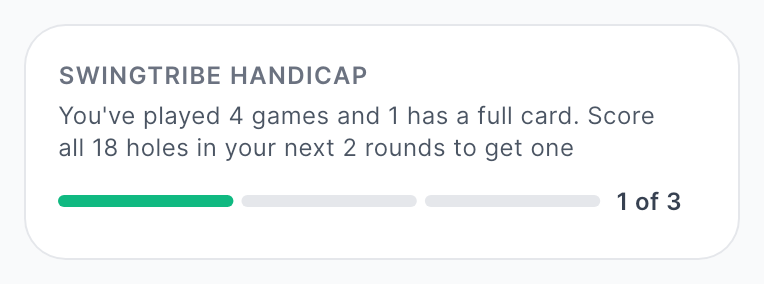 SWINGTRIBE HANDICAP
You've played 4 games and 1 has a full card. Score
all 18 holes in your next 2 rounds to get one
1 of 3